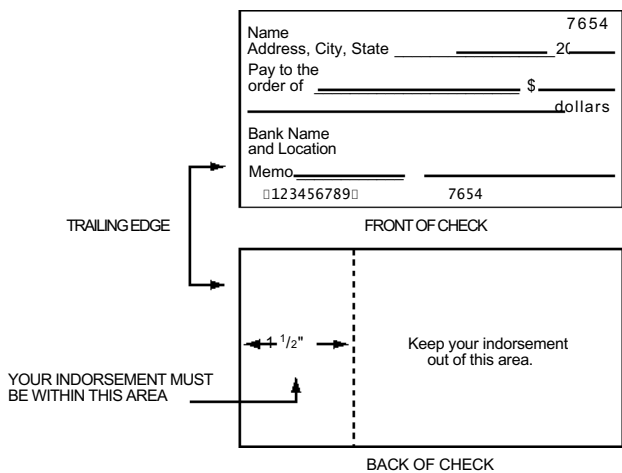 7654
Name
Address, City, State 20
Pay to the
order of $
dollars
Bank Name
and Location
Memo
⑆123456789⑆ 7654
TRAILING EDGE
FRONT OF CHECK
1 1/2"
Keep your indorsement
out of this area.
YOUR INDORSEMENT MUST
BE WITHIN THIS AREA
BACK OF CHECK